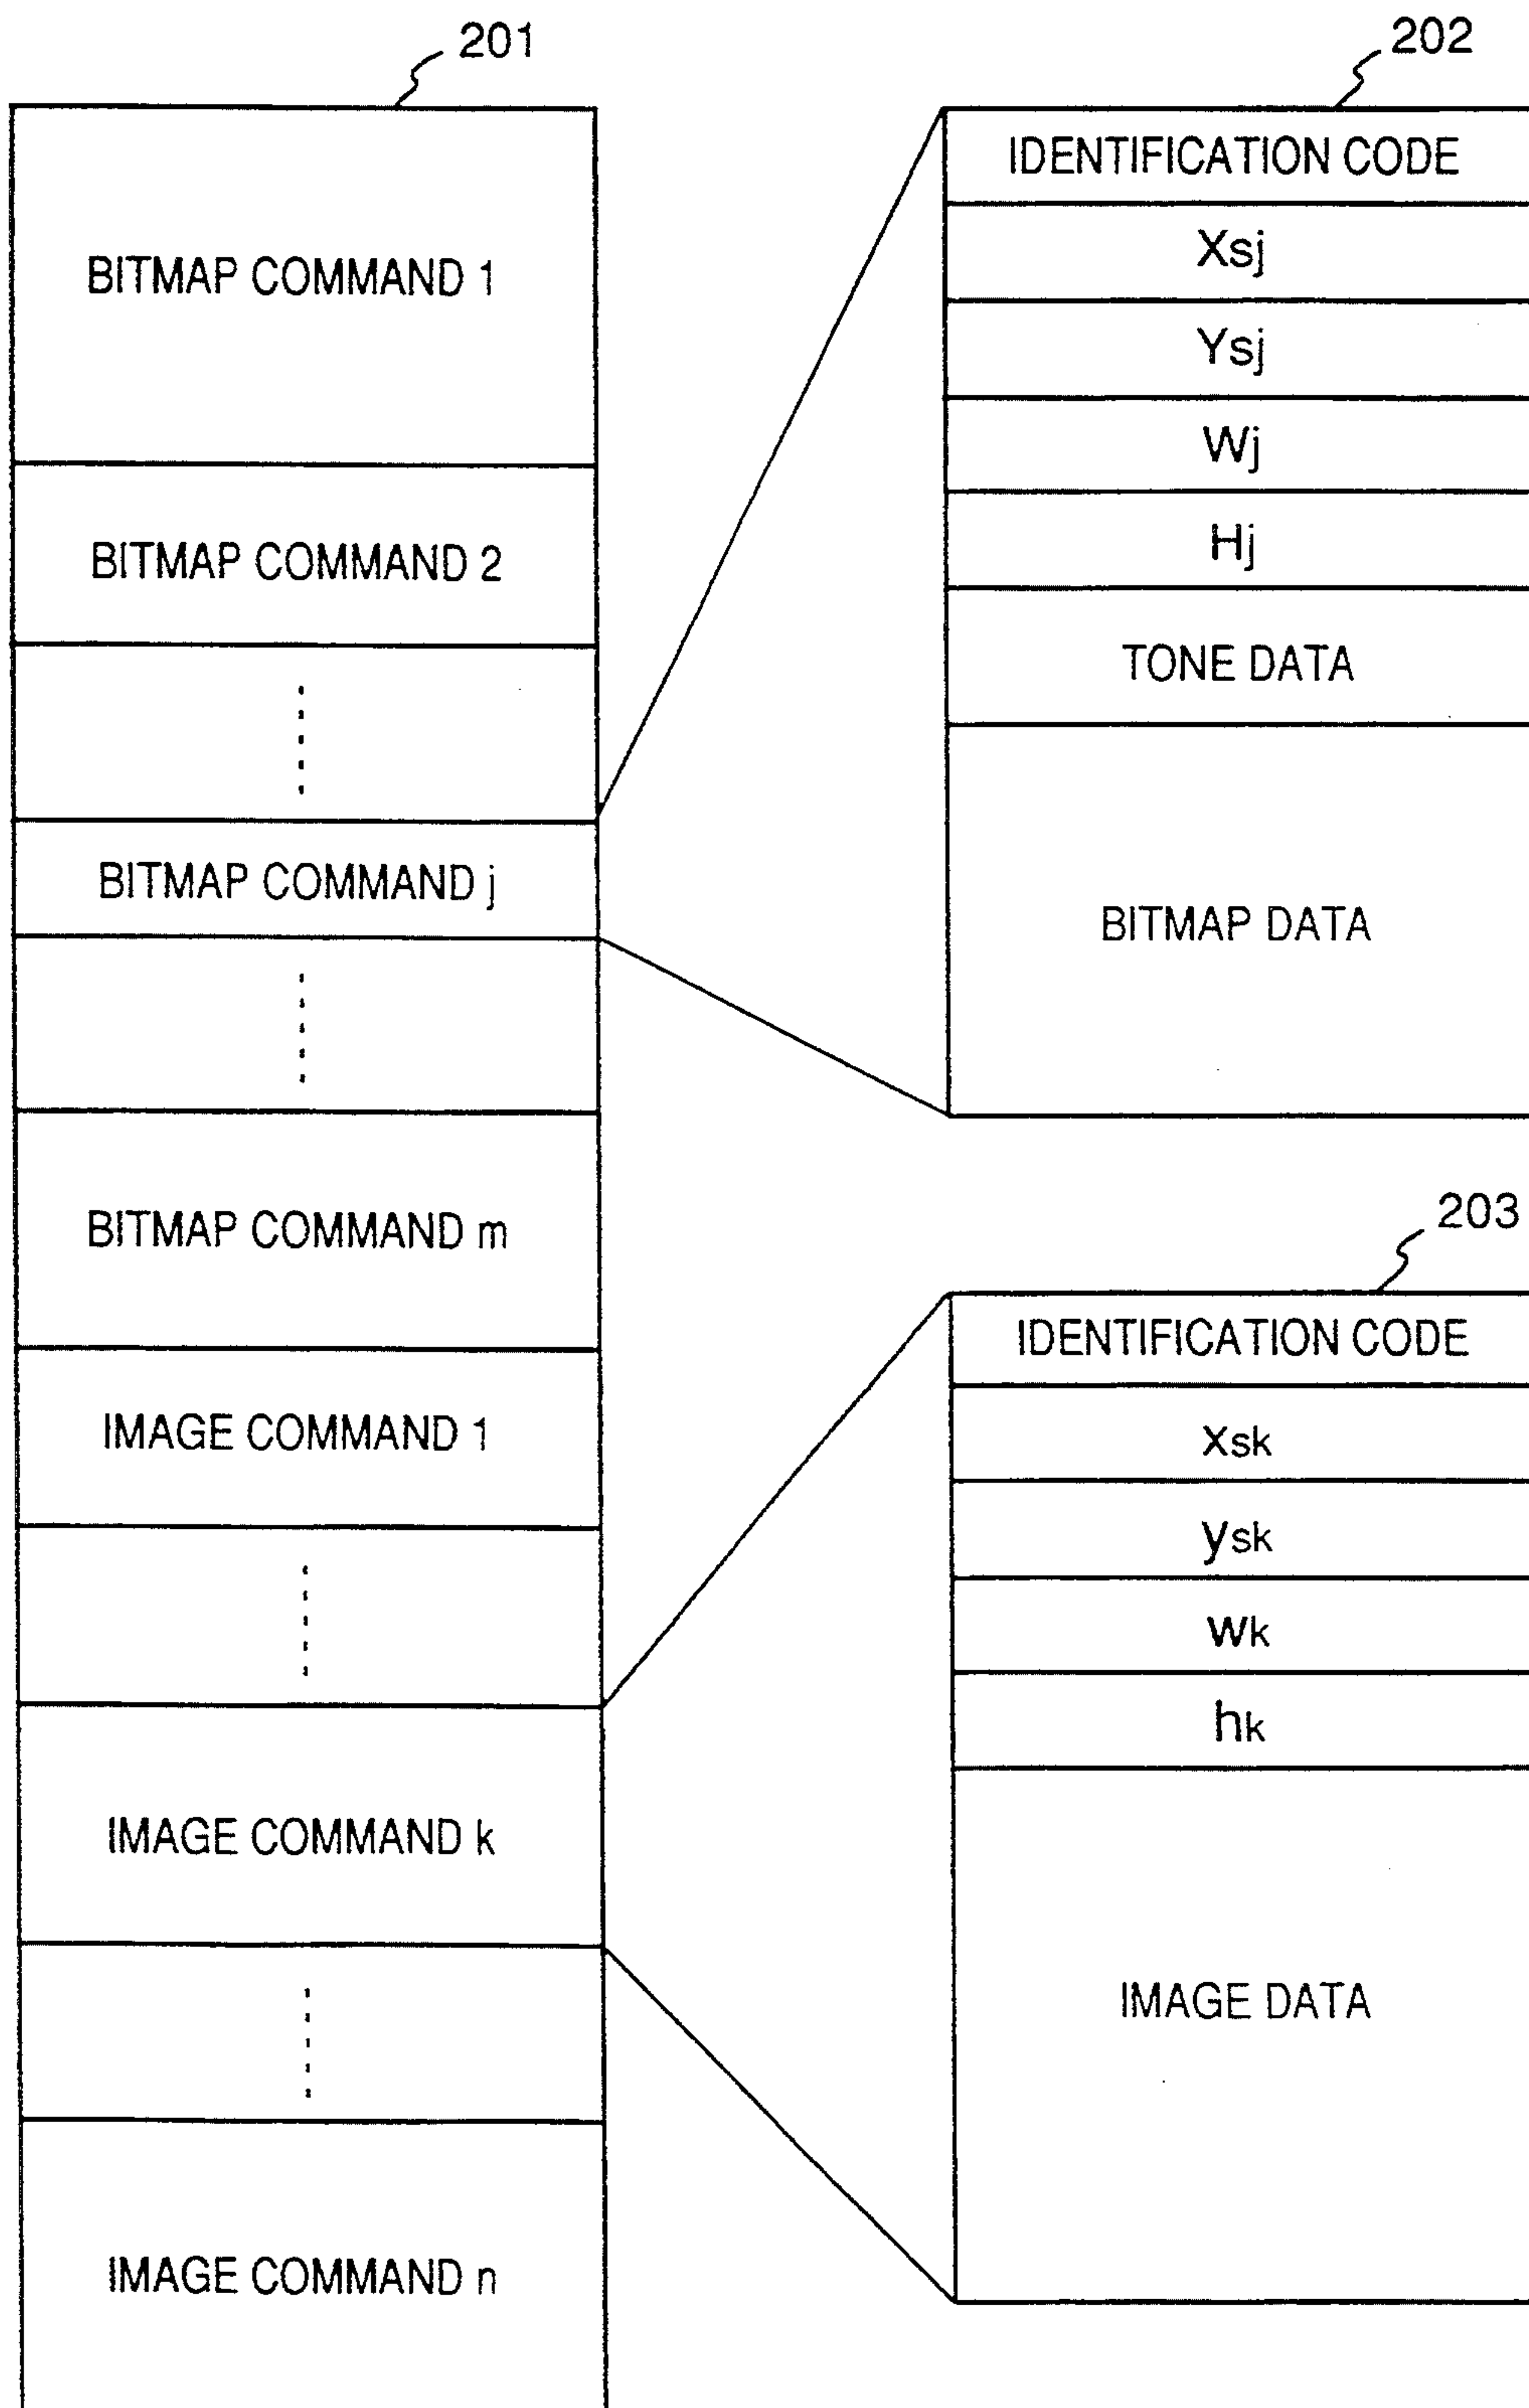 201
BITMAP COMMAND 1
BITMAP COMMAND 2
BITMAP COMMAND j
BITMAP COMMAND m
IMAGE COMMAND 1
IMAGE COMMAND k
IMAGE COMMAND n
202
IDENTIFICATION CODE
Xsj
Ysj
Wj
Hj
TONE DATA
BITMAP DATA
203
IDENTIFICATION CODE
xsk
ysk
wk
hk
IMAGE DATA